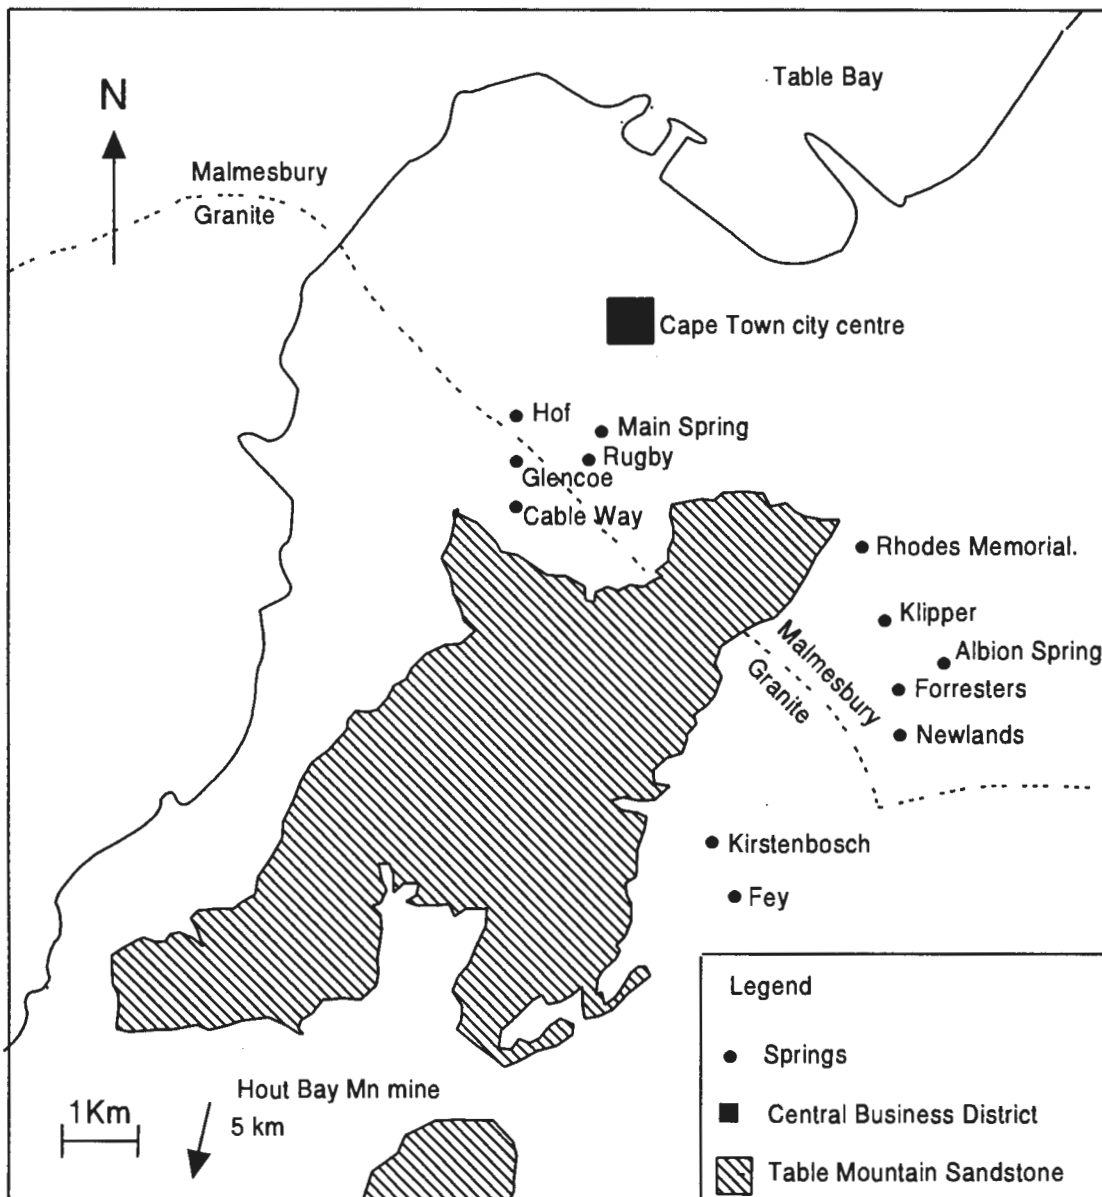 Table Bay
N
Malmesbury
Granite
Cape Town city centre
Hof
Main Spring
Rugby
Glencoe
Cable Way
Rhodes Memorial.
Klipper
Malmesbury
Granite
Albion Spring
Forresters
Newlands
Kirstenbosch
Fey
Legend
Springs
Central Business District
Table Mountain Sandstone
Hout Bay Mn mine
5 km
1Km